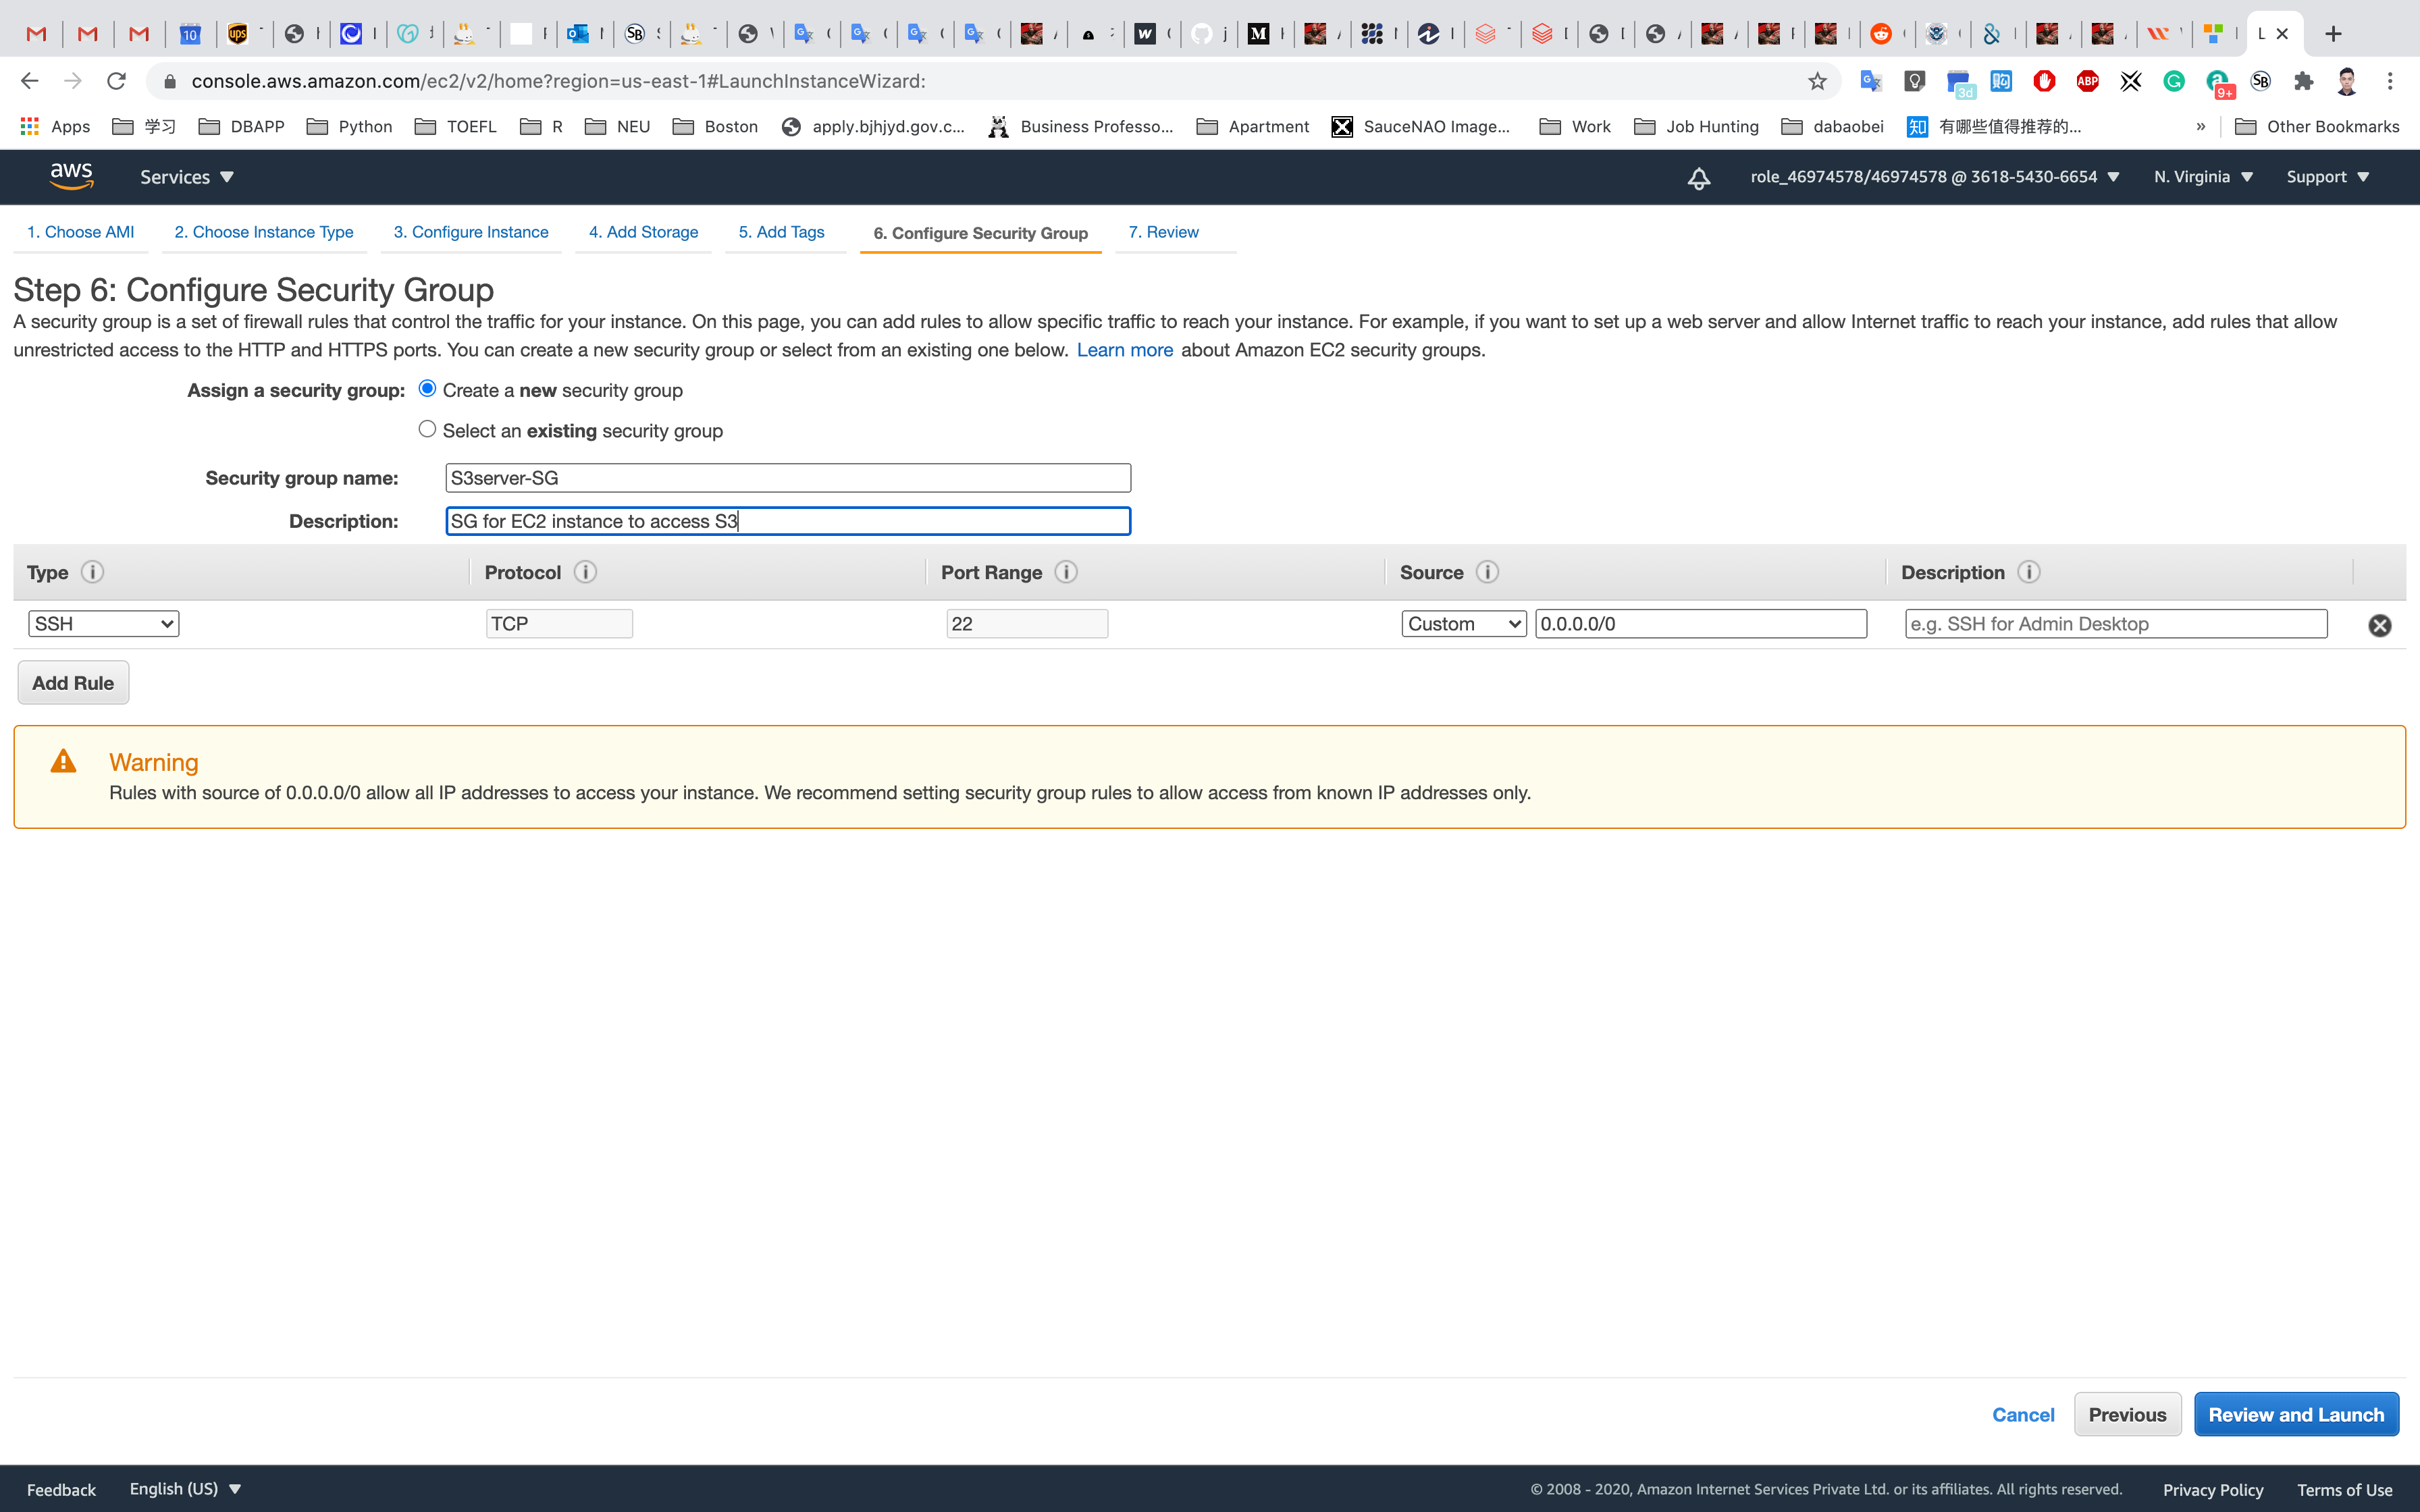 console.aws.amazon.com/ec2/v2/home?region=us-east-1#LaunchInstanceWizard:
Apps 学习 DBAPP Python TOEFL R NEU Boston apply.bjhjyd.gov.c... Business Professo... Apartment SauceNAO Image... Work Job Hunting dabaobei 有哪些值得推荐的... » Other Bookmarks
aws Services role_46974578/46974578 @ 3618-5430-6654 N. Virginia Support
1. Choose AMI 2. Choose Instance Type 3. Configure Instance 4. Add Storage 5. Add Tags 6. Configure Security Group 7. Review
Step 6: Configure Security Group
A security group is a set of firewall rules that control the traffic for your instance. On this page, you can add rules to allow specific traffic to reach your instance. For example, if you want to set up a web server and allow Internet traffic to reach your instance, add rules that allow
unrestricted access to the HTTP and HTTPS ports. You can create a new security group or select from an existing one below. Learn more about Amazon EC2 security groups.
Assign a security group: Create a new security group
Select an existing security group
Security group name: S3server-SG
Description: SG for EC2 instance to access S3
Type Protocol Port Range Source Description
SSH TCP 22 Custom 0.0.0.0/0 e.g. SSH for Admin Desktop
Add Rule
Warning
Rules with source of 0.0.0.0/0 allow all IP addresses to access your instance. We recommend setting security group rules to allow access from known IP addresses only.
Cancel Previous Review and Launch
Feedback English (US) © 2008 - 2020, Amazon Internet Services Private Ltd. or its affiliates. All rights reserved. Privacy Policy Terms of Use